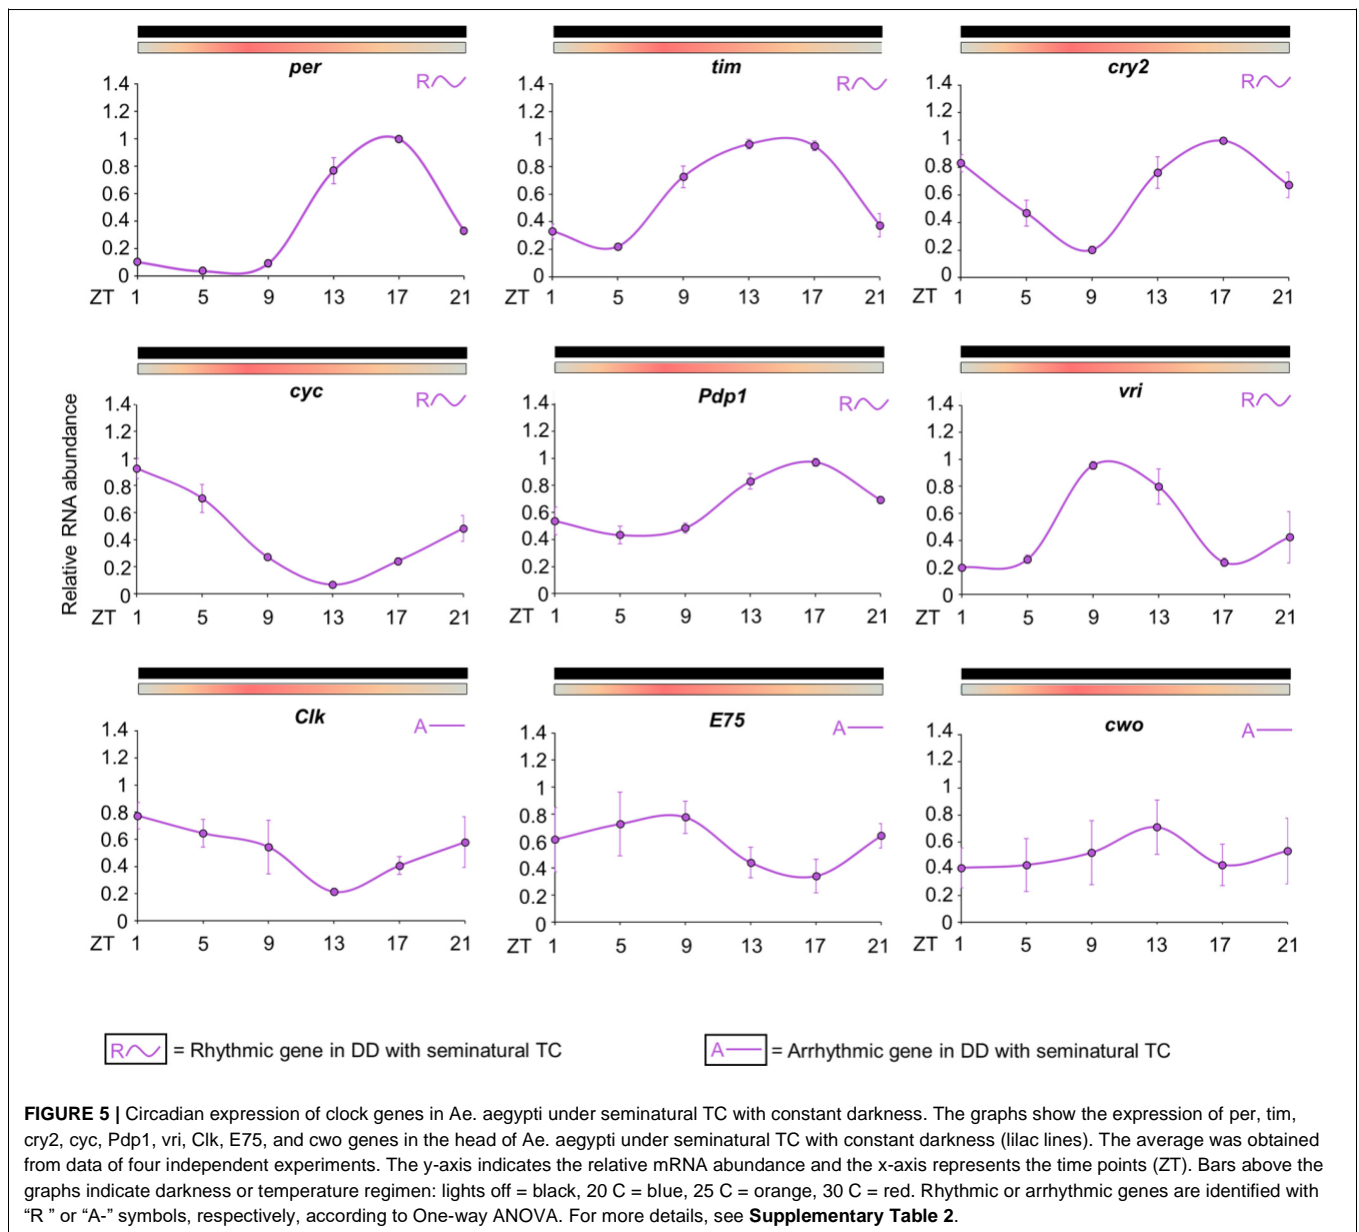 per
tim
cry2
R
R
R
1.4
1.2
1
0.8
0.6
0.4
0.2
0
ZT 1 5 9 13 17 21
1.4
1.2
1
0.8
0.6
0.4
0.2
0
ZT 1 5 9 13 17 21
1.4
1.2
1
0.8
0.6
0.4
0.2
0
ZT 1 5 9 13 17 21
Relative RNA abundance
cyc
Pdp1
vri
R
R
R
1.4
1.2
1
0.8
0.6
0.4
0.2
0
ZT 1 5 9 13 17 21
1.4
1.2
1
0.8
0.6
0.4
0.2
0
ZT 1 5 9 13 17 21
1.4
1.2
1
0.8
0.6
0.4
0.2
0
ZT 1 5 9 13 17 21
Clk
E75
cwo
A
A
A
1.4
1.2
1
0.8
0.6
0.4
0.2
0
ZT 1 5 9 13 17 21
1.4
1.2
1
0.8
0.6
0.4
0.2
0
ZT 1 5 9 13 17 21
1.4
1.2
1
0.8
0.6
0.4
0.2
0
ZT 1 5 9 13 17 21
R = Rhythmic gene in DD with seminatural TC
A = Arrhythmic gene in DD with seminatural TC
FIGURE 5 | Circadian expression of clock genes in Ae. aegypti under seminatural TC with constant darkness. The graphs show the expression of per, tim,
cry2, cyc, Pdp1, vri, Clk, E75, and cwo genes in the head of Ae. aegypti under seminatural TC with constant darkness (lilac lines). The average was obtained
from data of four independent experiments. The y-axis indicates the relative mRNA abundance and the x-axis represents the time points (ZT). Bars above the
graphs indicate darkness or temperature regimen: lights off = black, 20 C = blue, 25 C = orange, 30 C = red. Rhythmic or arrhythmic genes are identified with
“R ” or “A-” symbols, respectively, according to One-way ANOVA. For more details, see Supplementary Table 2.